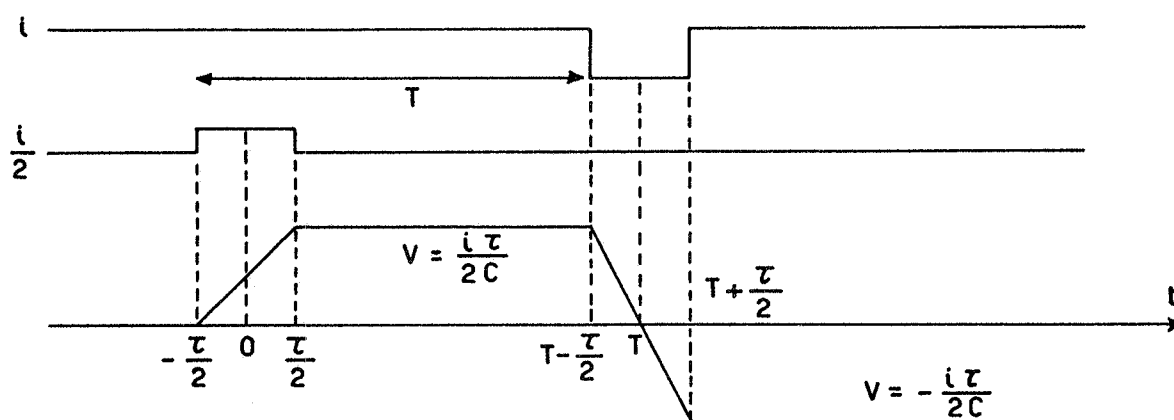 i
T
i/2
V = iτ/2C
T + τ/2
t
- τ/2 0 τ/2 T - τ/2 T
V = - iτ/2C